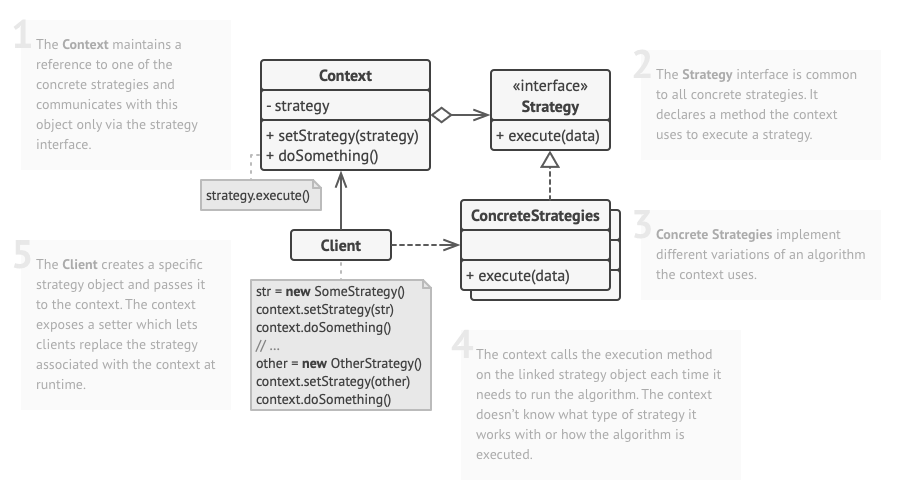 1
The Context maintains a
reference to one of the
concrete strategies and
communicates with this
object only via the strategy
interface.
Context
- strategy
+ setStrategy(strategy)
+ doSomething()
strategy.execute()
«interface»
Strategy
+ execute(data)
2
The Strategy interface is common
to all concrete strategies. It
declares a method the context
uses to execute a strategy.
ConcreteStrategies
+ execute(data)
3
Concrete Strategies implement
different variations of an algorithm
the context uses.
Client
str = new SomeStrategy()
context.setStrategy(str)
context.doSomething()
// ...
other = new OtherStrategy()
context.setStrategy(other)
context.doSomething()
5
The Client creates a specific
strategy object and passes it
to the context. The context
exposes a setter which lets
clients replace the strategy
associated with the context at
runtime.
4
The context calls the execution method
on the linked strategy object each time it
needs to run the algorithm. The context
doesn't know what type of strategy it
works with or how the algorithm is
executed.